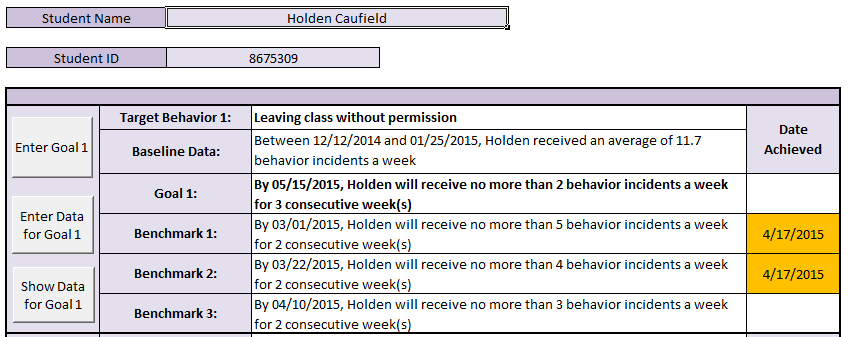 Student Name
Holden Caufield
Student ID
8675309
Target Behavior 1:
Leaving class without permission
Date
Achieved
Enter Goal 1
Baseline Data:
Between 12/12/2014 and 01/25/2015, Holden received an average of 11.7
behavior incidents a week
Goal 1:
By 05/15/2015, Holden will receive no more than 2 behavior incidents a week
for 3 consecutive week(s)
Enter Data
for Goal 1
Benchmark 1:
By 03/01/2015, Holden will receive no more than 5 behavior incidents a week
for 2 consecutive week(s)
4/17/2015
Benchmark 2:
By 03/22/2015, Holden will receive no more than 4 behavior incidents a week
for 2 consecutive week(s)
4/17/2015
Show Data
for Goal 1
Benchmark 3:
By 04/10/2015, Holden will receive no more than 3 behavior incidents a week
for 2 consecutive week(s)